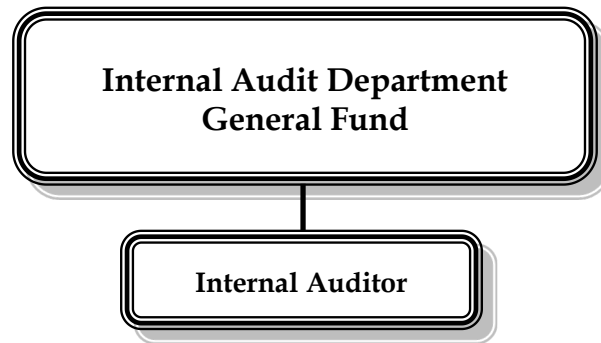 Internal Audit Department
General Fund
Internal Auditor